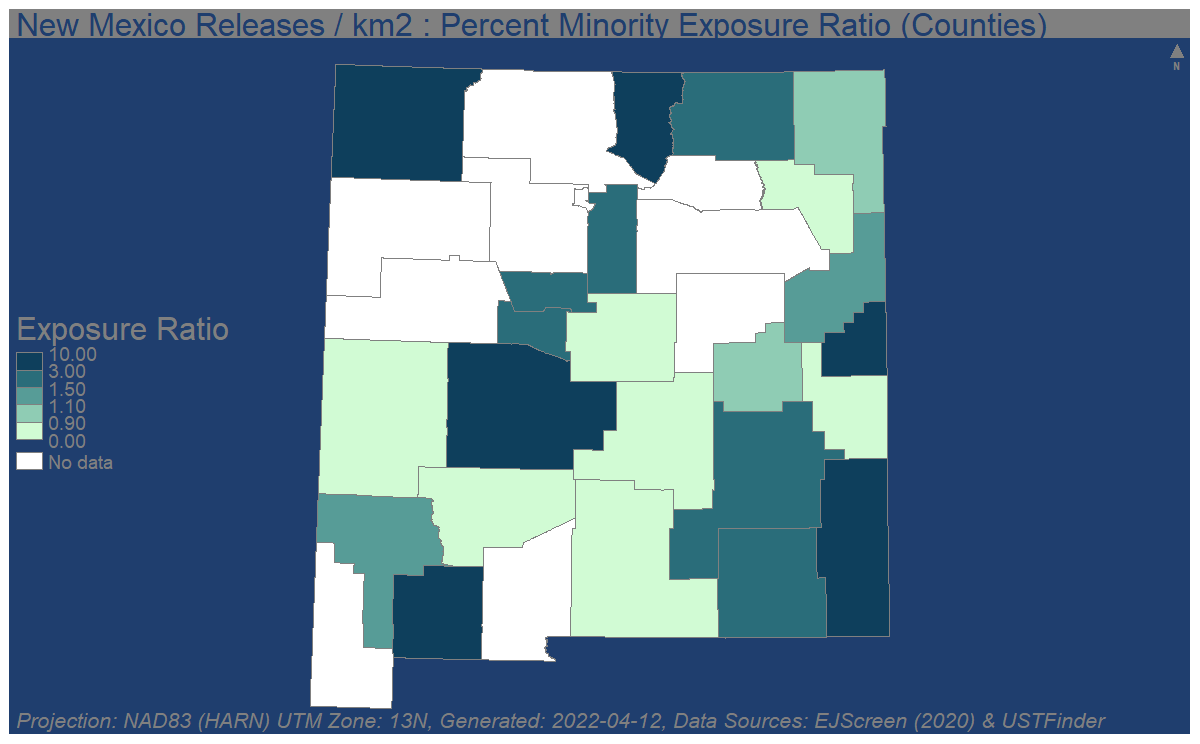 New Mexico Releases / km2 : Percent Minority Exposure Ratio (Counties)
N
Exposure Ratio
10.00
3.00
1.50
1.10
0.90
0.00
No data
Projection: NAD83 (HARN) UTM Zone: 13N, Generated: 2022-04-12, Data Sources: EJScreen (2020) & USTFinder